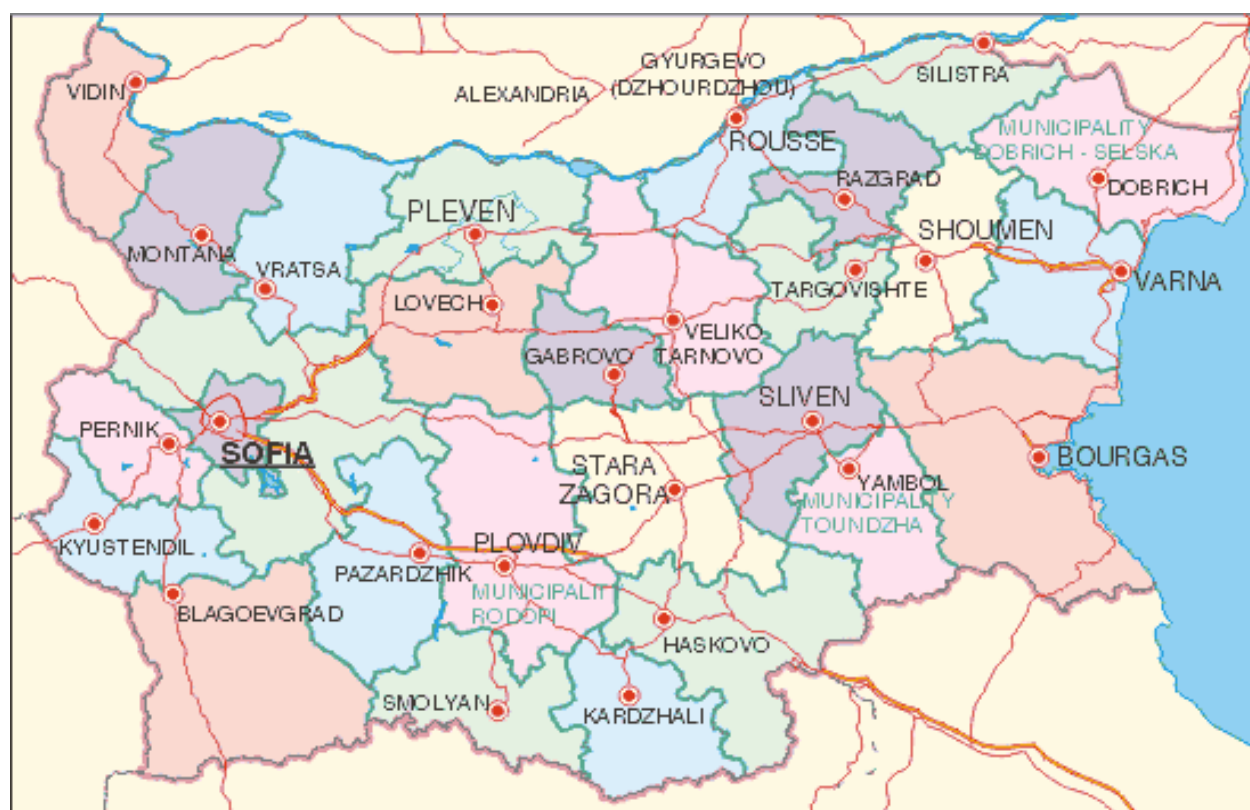 GYURGEVO
(DZHOURDZHOU)
SILISTRA
VIDIN
ALEXANDRIA
ROUSSE
MUNICIPALITY
DOBRICH - SELSKA
RAZGRAD
DOBRICH
PLEVEN
SHOUMEN
MONTANA
VRATSA
TARGOVISHTE
VARNA
LOVECH
VELIKO
TARNOVO
GABROVO
SLIVEN
PERNIK
SOFIA
STARA
ZAGORA
BOURGAS
YAMBOL
MUNICIPALITY
TOUNDZHA
KYUSTENDIL
PLOVDIV
PAZARDZHIK
MUNICIPALIT
RODOPI
BLAGOEVGRAD
HASKOVO
SMOLYAN
KARDZHALI